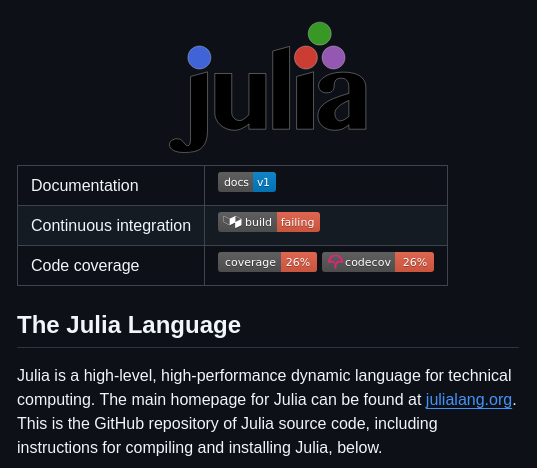 julia
Documentation docs v1
Continuous integration build failing
Code coverage coverage 26% codecov 26%
The Julia Language
Julia is a high-level, high-performance dynamic language for technical
computing. The main homepage for Julia can be found at julialang.org.
This is the GitHub repository of Julia source code, including
instructions for compiling and installing Julia, below.